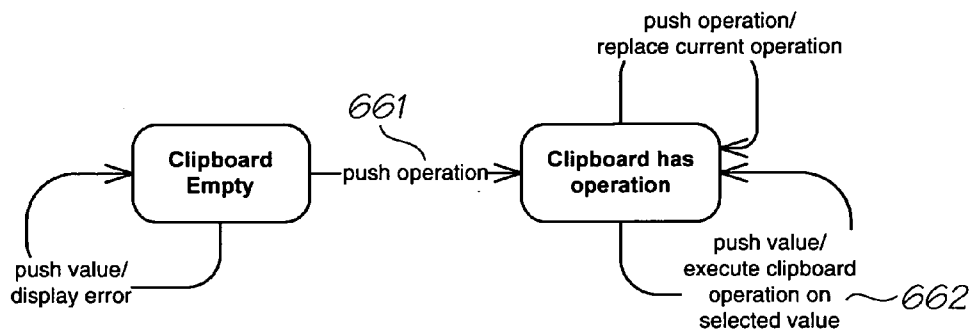 push operation/
replace current operation
661
Clipboard
Empty
push operation
Clipboard has
operation
push value/
display error
push value/
execute clipboard
operation on
selected value
662